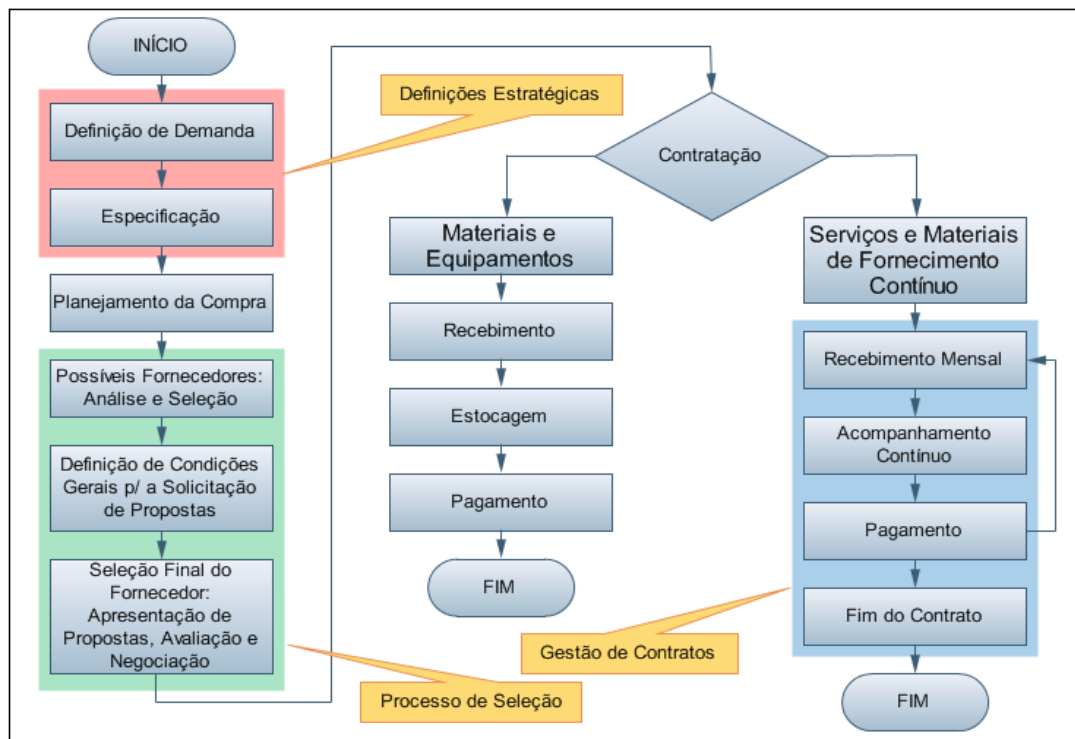 INÍCIO
Definição de Demanda
Especificação
Definições Estratégicas
Planejamento da Compra
Possíveis Fornecedores:
Análise e Seleção
Definição de Condições
Gerais p/ a Solicitação
de Propostas
Seleção Final do
Fornecedor:
Apresentação de
Propostas, Avaliação e
Negociação
Processo de Seleção
Contratação
Materiais e
Equipamentos
Recebimento
Estocagem
Pagamento
FIM
Serviços e Materiais
de Fornecimento
Contínuo
Recebimento Mensal
Acompanhamento
Contínuo
Pagamento
Fim do Contrato
Gestão de Contratos
FIM